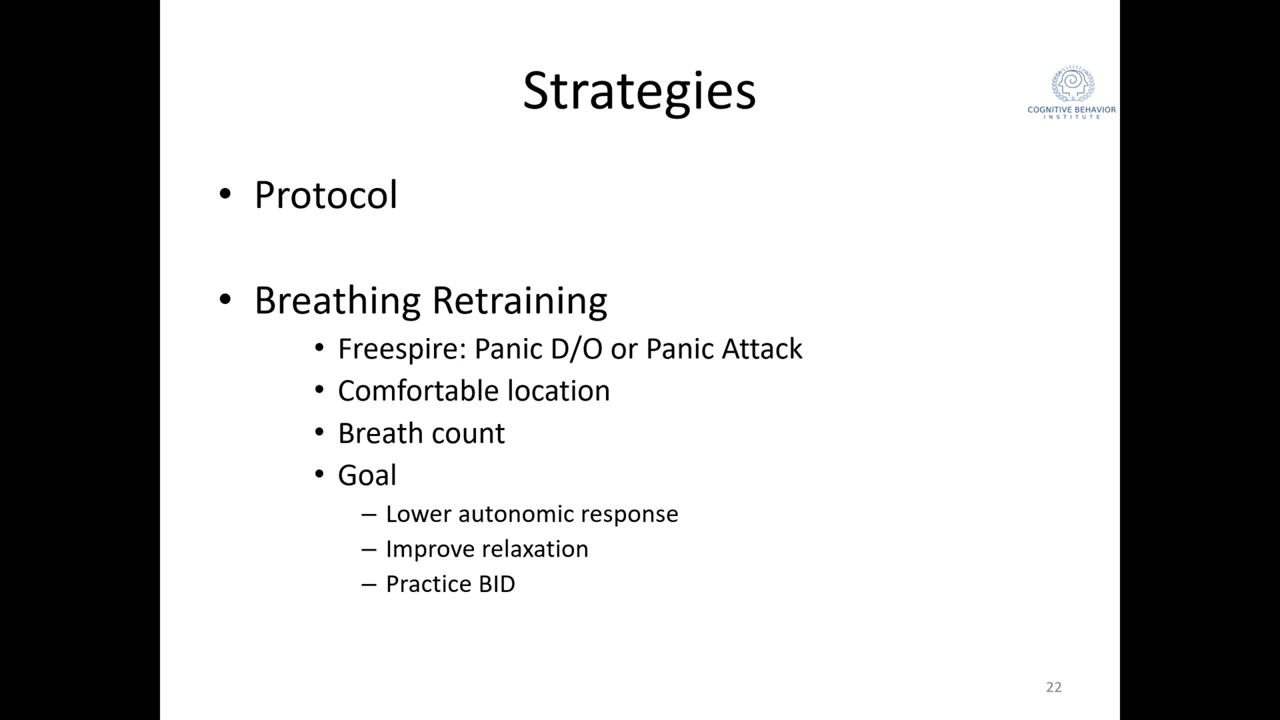 Strategies
COGNITIVE BEHAVIOR
INSTITUTE
• Protocol
• Breathing Retraining
• Freespire: Panic D/O or Panic Attack
• Comfortable location
• Breath count
• Goal
– Lower autonomic response
– Improve relaxation
– Practice BID
22